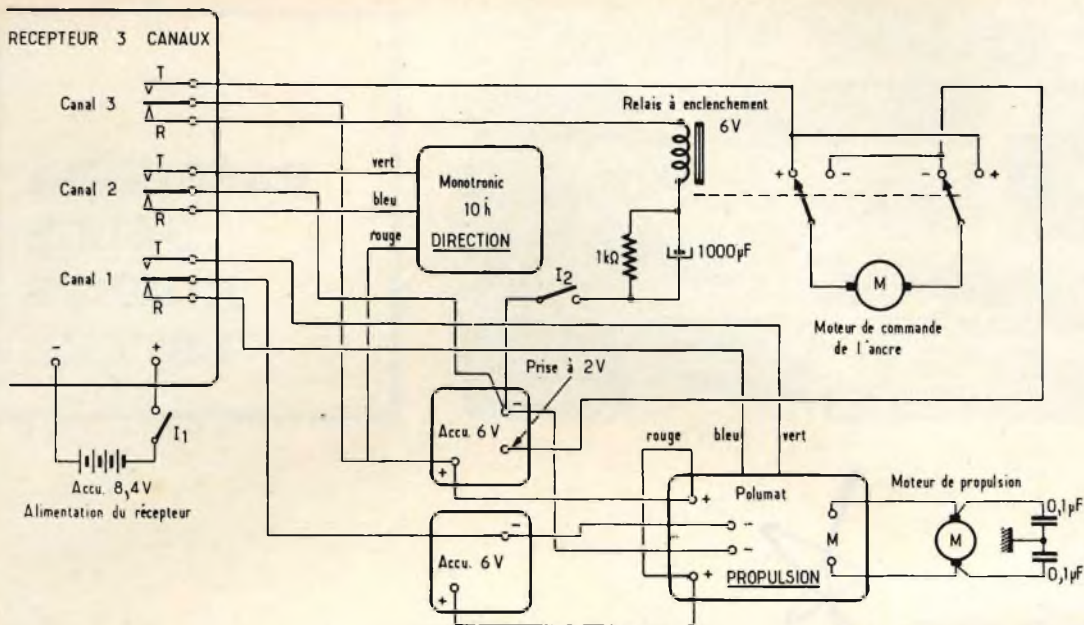 RECEPTEUR 3 CANAUX
T
Canal 3
R
T
Canal 2
R
T
Canal 1
R
-
+
I1
Accu. 8,4V
Alimentation du récepteur
vert
bleu
rouge
Monotronic
10 h
DIRECTION
Relais à enclenchement
6V
1kΩ
1000µF
I2
+
-
-
+
M
Moteur de commande
de l'ancre
Prise à 2V
-
Accu. 6V
+
-
Accu. 6V
+
rouge
bleu
vert
+
Polumat
-
-
M
+
PROPULSION
Moteur de propulsion
M
0,1µF
0,1µF